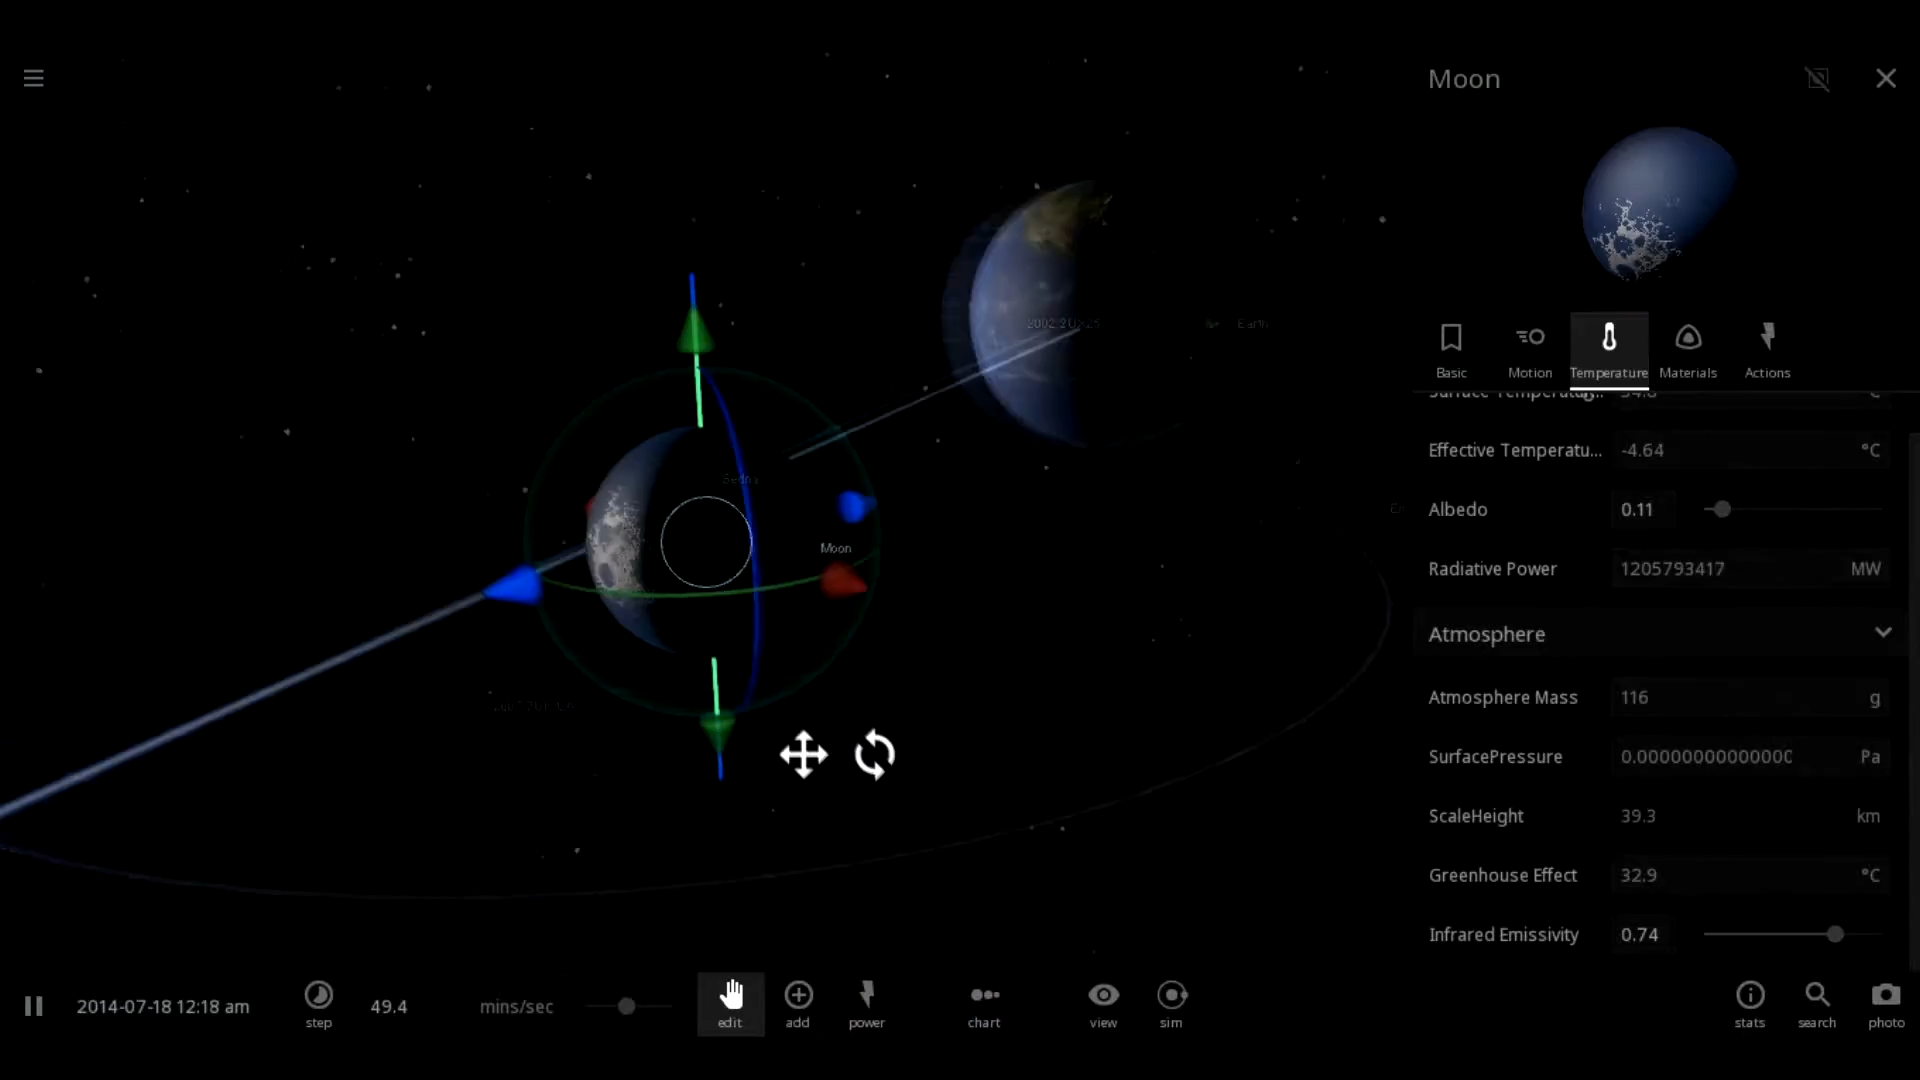 Moon
Basic
Motion
Temperature
Materials
Actions
Effective Temperatu... -4.64 °C
Albedo 0.11
Radiative Power 1205793417 MW
Atmosphere
Atmosphere Mass 116 g
SurfacePressure 0.00000000000000 Pa
ScaleHeight 39.3 km
Greenhouse Effect 32.9 °C
Infrared Emissivity 0.74
Earth
Sedna
Moon
2014-07-18 12:18 am
step
49.4
mins/sec
edit
add
power
chart
view
sim
stats
search
photo